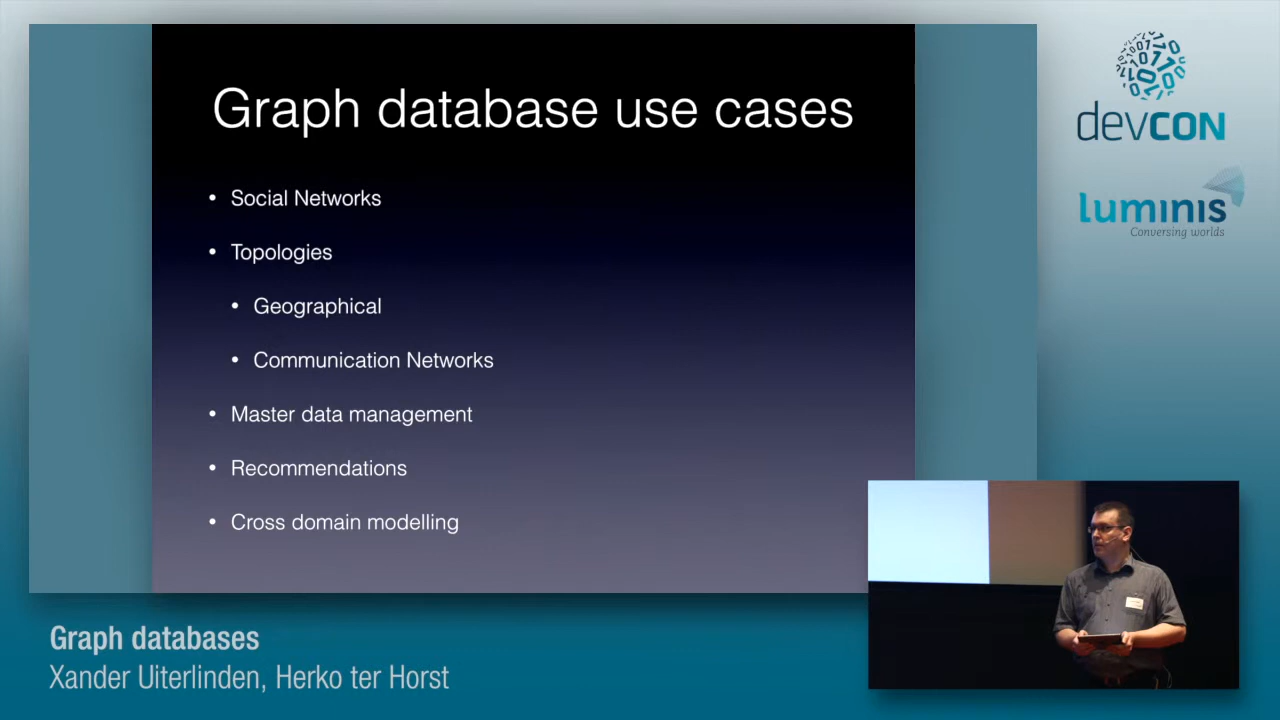 Graph database use cases
• Social Networks
• Topologies
• Geographical
• Communication Networks
• Master data management
• Recommendations
• Cross domain modelling
devCON
luminis
Conversing worlds
Graph databases
Xander Uiterlinden, Herko ter Horst